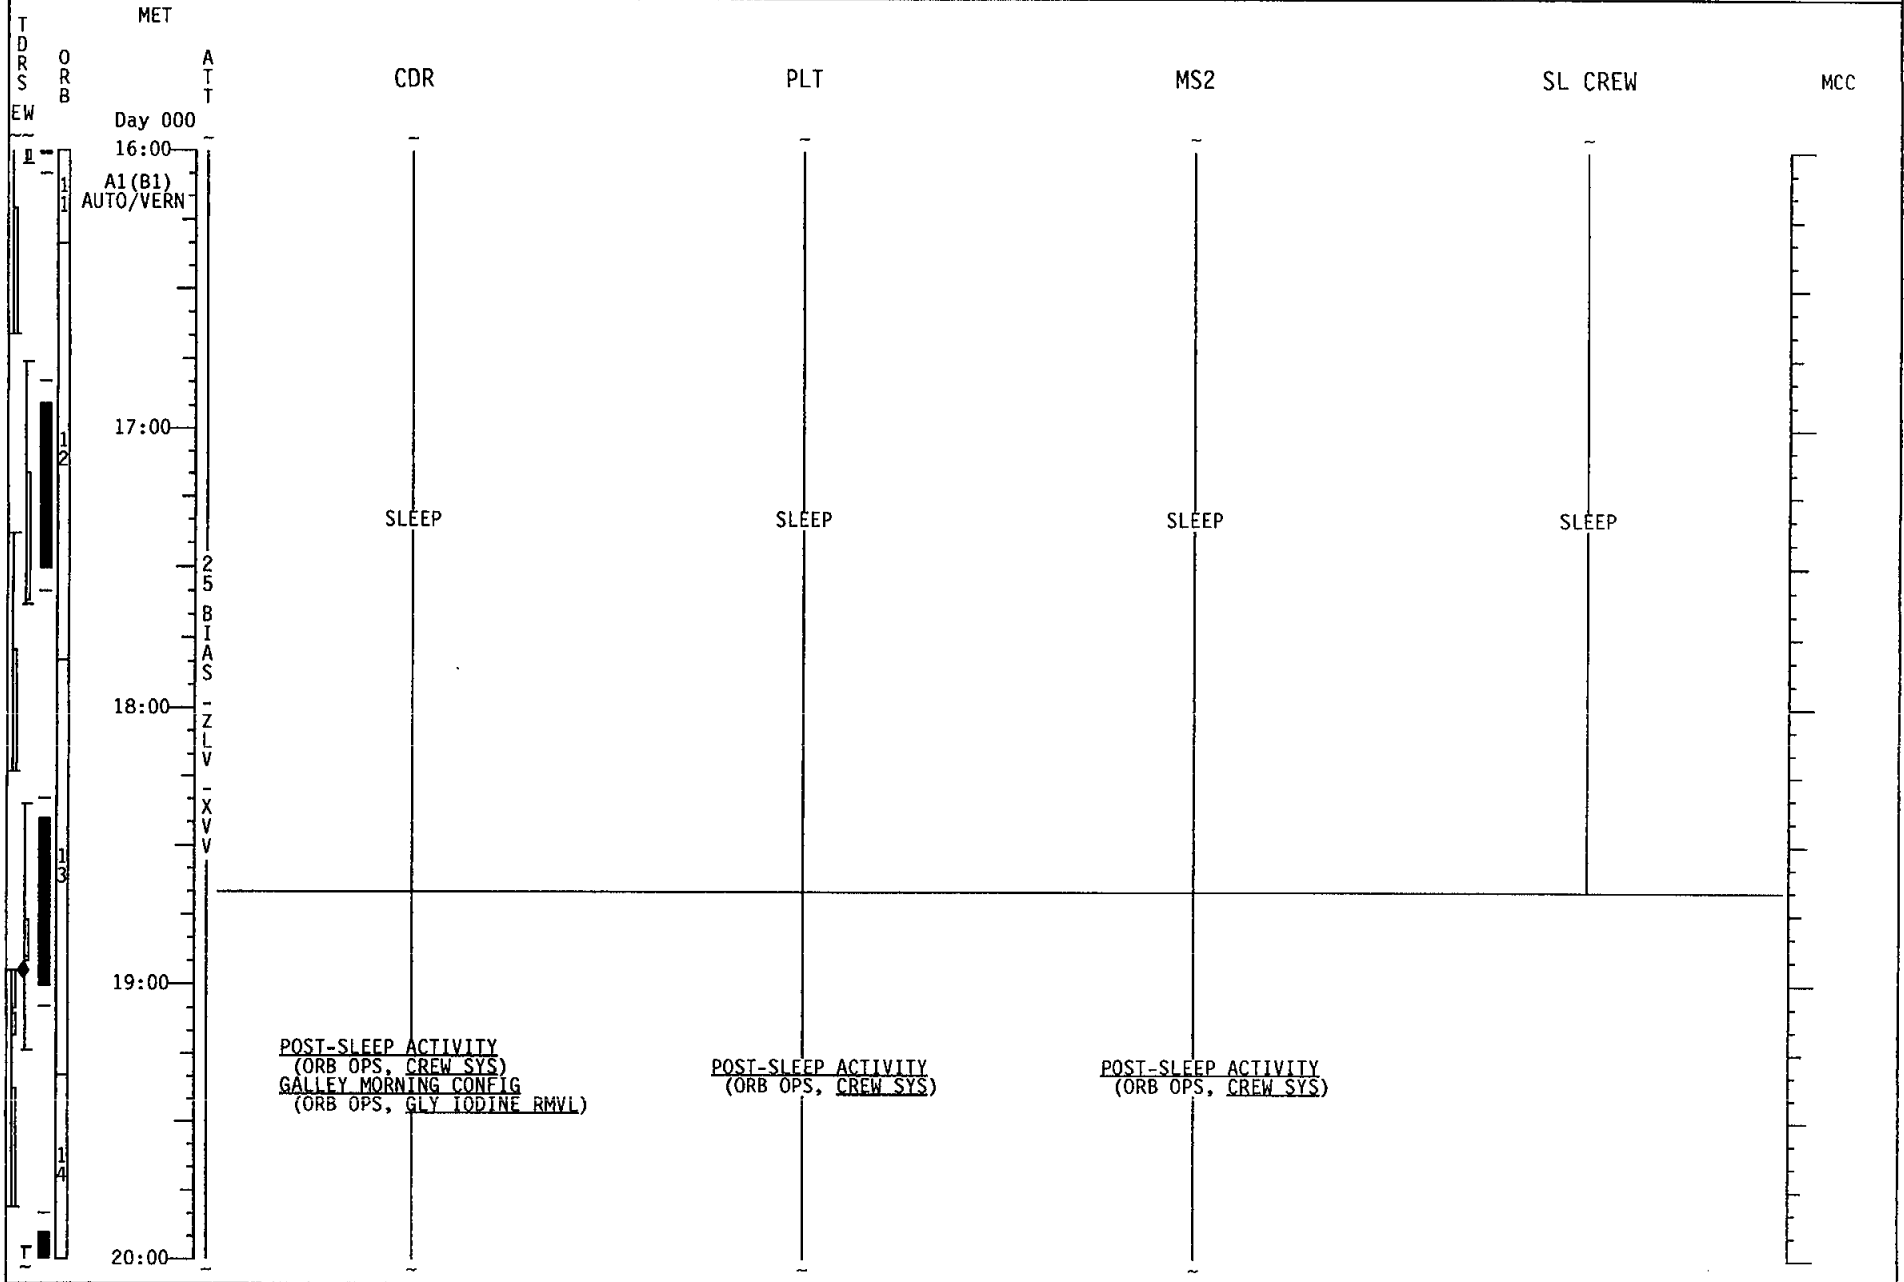 MET
TDRS
ORB
ATT
CDR
PLT
MS2
SL CREW
MCC
EW
Day 000
16:00
A1(B1)
AUTO/VERN
11
17:00
12
SLEEP
SLEEP
SLEEP
SLEEP
25 BIAS -ZLV -XVV
18:00
13
19:00
POST-SLEEP ACTIVITY
(ORB OPS, CREW SYS)
GALLEY MORNING CONFIG
(ORB OPS, GLY IODINE RMVL)
POST-SLEEP ACTIVITY
(ORB OPS, CREW SYS)
POST-SLEEP ACTIVITY
(ORB OPS, CREW SYS)
14
T
20:00